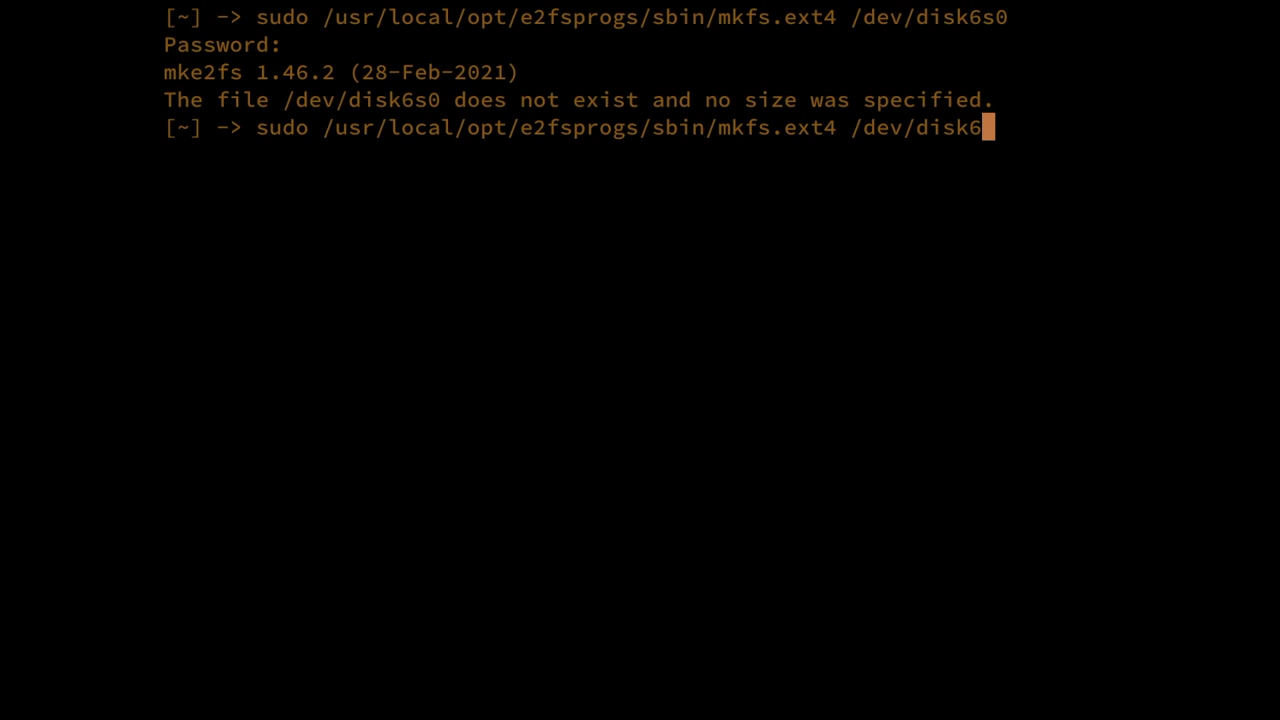 [~] -> sudo /usr/local/opt/e2fsprogs/sbin/mkfs.ext4 /dev/disk6s0
Password:
mke2fs 1.46.2 (28-Feb-2021)
The file /dev/disk6s0 does not exist and no size was specified.
[~] -> sudo /usr/local/opt/e2fsprogs/sbin/mkfs.ext4 /dev/disk6